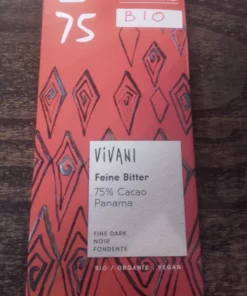 75
BIO
ViVANI
Feine Bitter
75% Cacao
Panama
FINE DARK
NOIR
FONDENTE
BIO / ORGANIC / VEGAN